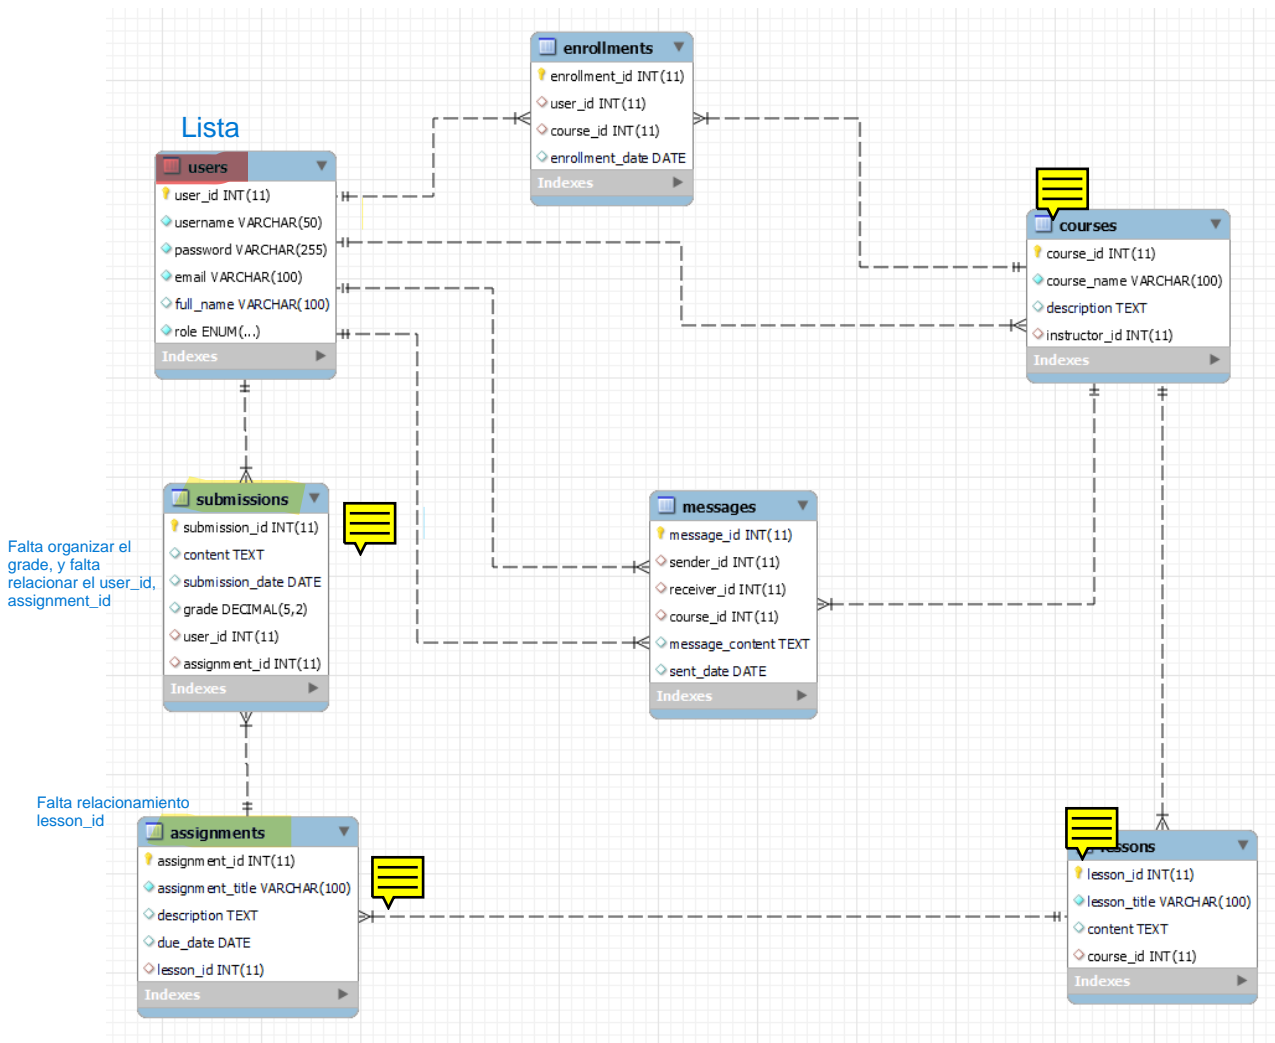 enrollments
enrollment_id INT(11)
user_id INT(11)
course_id INT(11)
enrollment_date DATE
Indexes
Lista
users
user_id INT(11)
username VARCHAR(50)
password VARCHAR(255)
email VARCHAR(100)
full_name VARCHAR(100)
role ENUM(...)
Indexes
courses
course_id INT(11)
course_name VARCHAR(100)
description TEXT
instructor_id INT(11)
Indexes
submissions
submission_id INT(11)
content TEXT
submission_date DATE
grade DECIMAL(5,2)
user_id INT(11)
assignment_id INT(11)
Indexes
Falta organizar el
grade, y falta
relacionar el user_id,
assignment_id
messages
message_id INT(11)
sender_id INT(11)
receiver_id INT(11)
course_id INT(11)
message_content TEXT
sent_date DATE
Indexes
Falta relacionamiento
lesson_id
assignments
assignment_id INT(11)
assignment_title VARCHAR(100)
description TEXT
due_date DATE
lesson_id INT(11)
Indexes
lessons
lesson_id INT(11)
lesson_title VARCHAR(100)
content TEXT
course_id INT(11)
Indexes